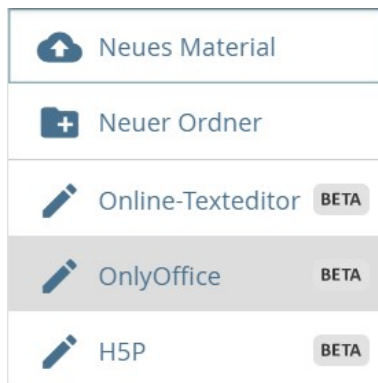 Neues Material
Neuer Ordner
Online-Texteditor BETA
OnlyOffice BETA
H5P BETA